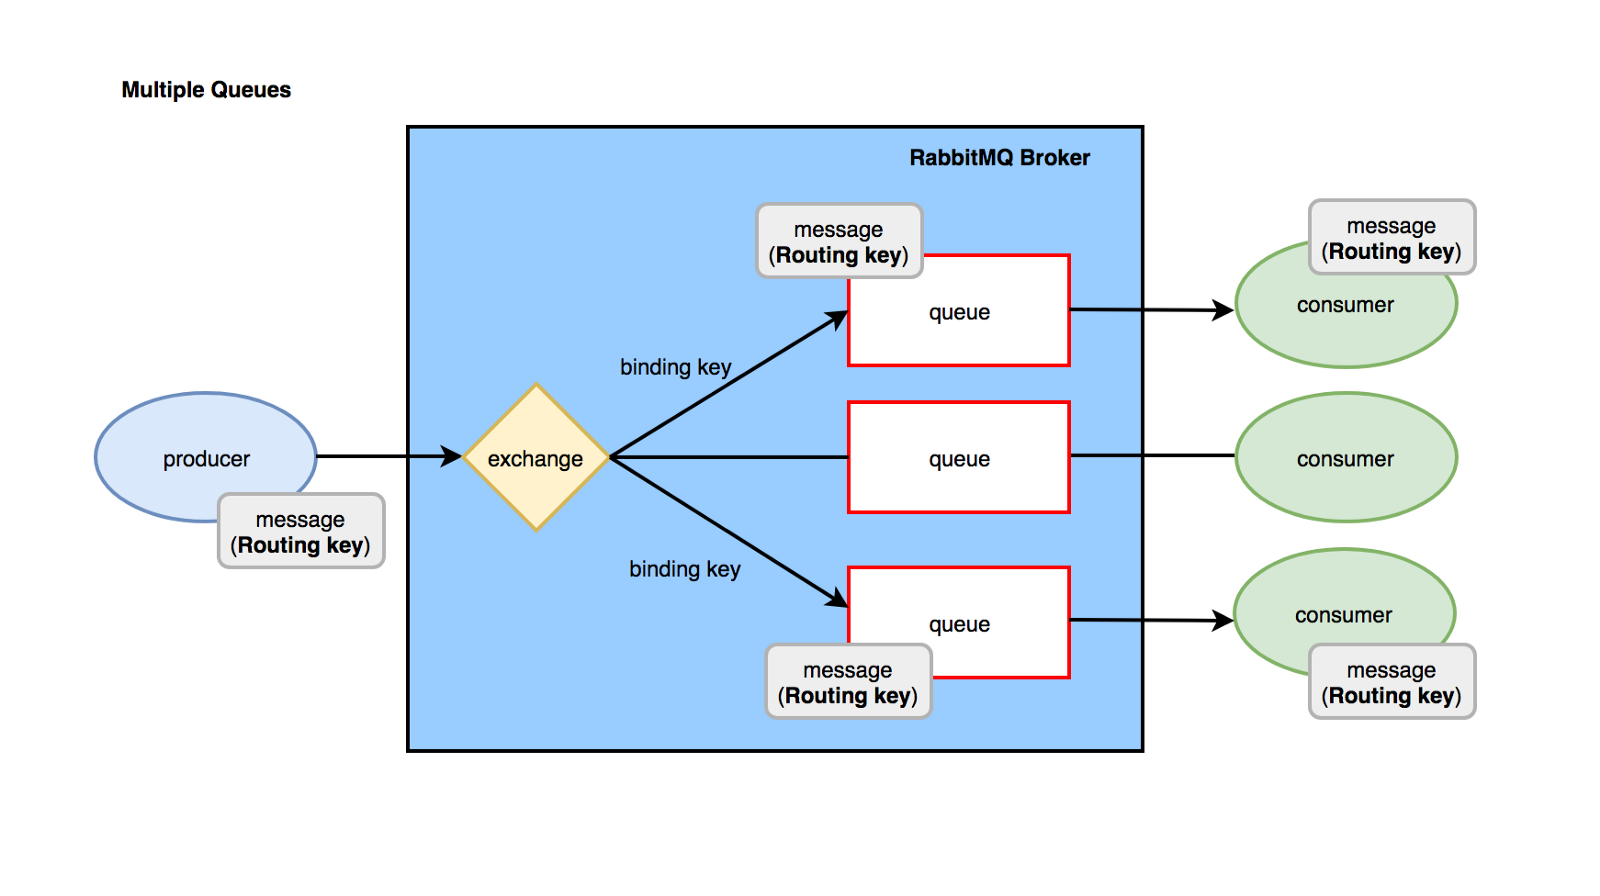 Multiple Queues
RabbitMQ Broker
message
(Routing key)
message
(Routing key)
queue
consumer
binding key
producer
exchange
queue
consumer
message
(Routing key)
binding key
queue
consumer
message
(Routing key)
message
(Routing key)